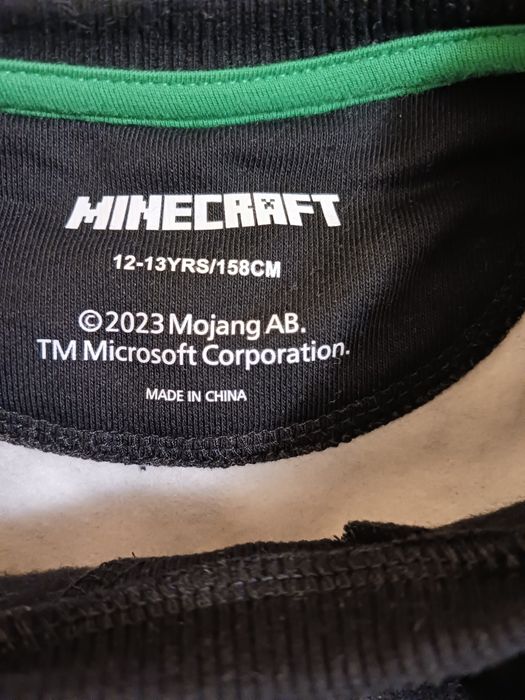 MINECRAFT
12-13YRS/158CM
©2023 Mojang AB.
TM Microsoft Corporation.
MADE IN CHINA